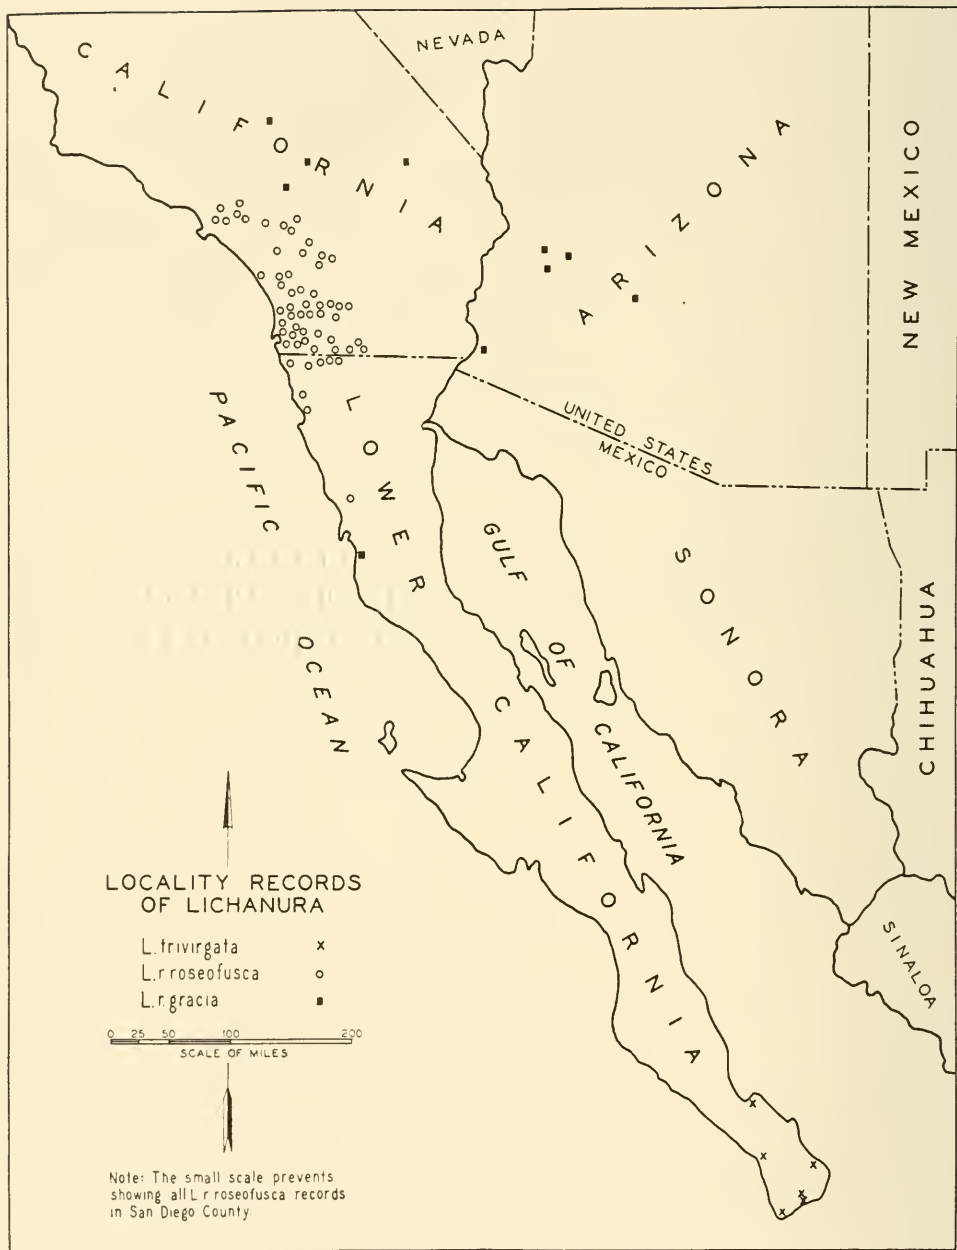 CALIFORNIA
NEVADA
ARIZONA
NEW MEXICO
UNITED STATES
MEXICO
PACIFIC
OCEAN
LOWER
CALIFORNIA
GULF
OF
CALIFORNIA
SONORA
CHIHUAHUA
SINALOA
LOCALITY RECORDS
OF LICHANURA
L. trivirgata x
L. r roseofusca o
L. r. gracia ■
0 25 50 100 200
SCALE OF MILES
Note: The small scale prevents
showing all L r roseofusca records
in San Diego County.